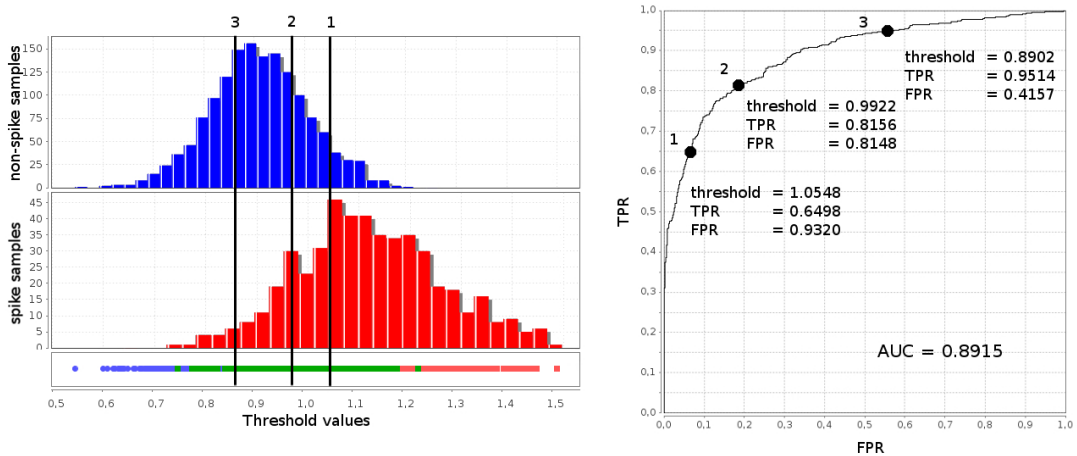 3 2 1
non-spike samples
150
125
100
75
50
25
0
spike samples
45
40
35
30
25
20
15
10
5
0
0,5 0,6 0,7 0,8 0,9 1,0 1,1 1,2 1,3 1,4 1,5
Threshold values
TPR
1,0
0,9
0,8
0,7
0,6
0,5
0,4
0,3
0,2
0,1
0,0
3
threshold = 0.8902
TPR = 0.9514
FPR = 0.4157
2
threshold = 0.9922
TPR = 0.8156
FPR = 0.8148
1
threshold = 1.0548
TPR = 0.6498
FPR = 0.9320
AUC = 0.8915
0,0 0,1 0,2 0,3 0,4 0,5 0,6 0,7 0,8 0,9 1,0
FPR